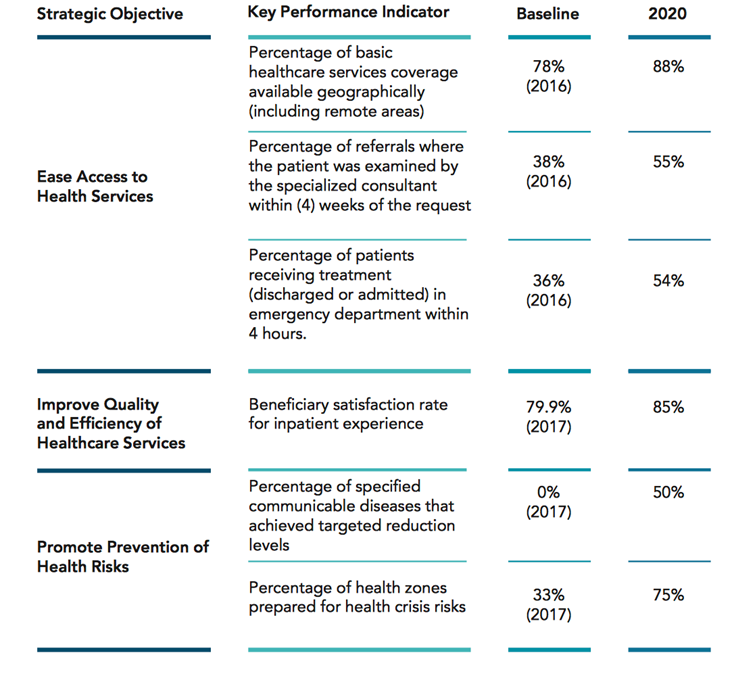 Strategic Objective
Key Performance Indicator
Baseline
2020
Ease Access to
Health Services
Percentage of basic
healthcare services coverage
available geographically
(including remote areas)
78%
(2016)
88%
Percentage of referrals where
the patient was examined by
the specialized consultant
within (4) weeks of the request
38%
(2016)
55%
Percentage of patients
receiving treatment
(discharged or admitted) in
emergency department within
4 hours.
36%
(2016)
54%
Improve Quality
and Efficiency of
Healthcare Services
Beneficiary satisfaction rate
for inpatient experience
79.9%
(2017)
85%
Promote Prevention of
Health Risks
Percentage of specified
communicable diseases that
achieved targeted reduction
levels
0%
(2017)
50%
Percentage of health zones
prepared for health crisis risks
33%
(2017)
75%